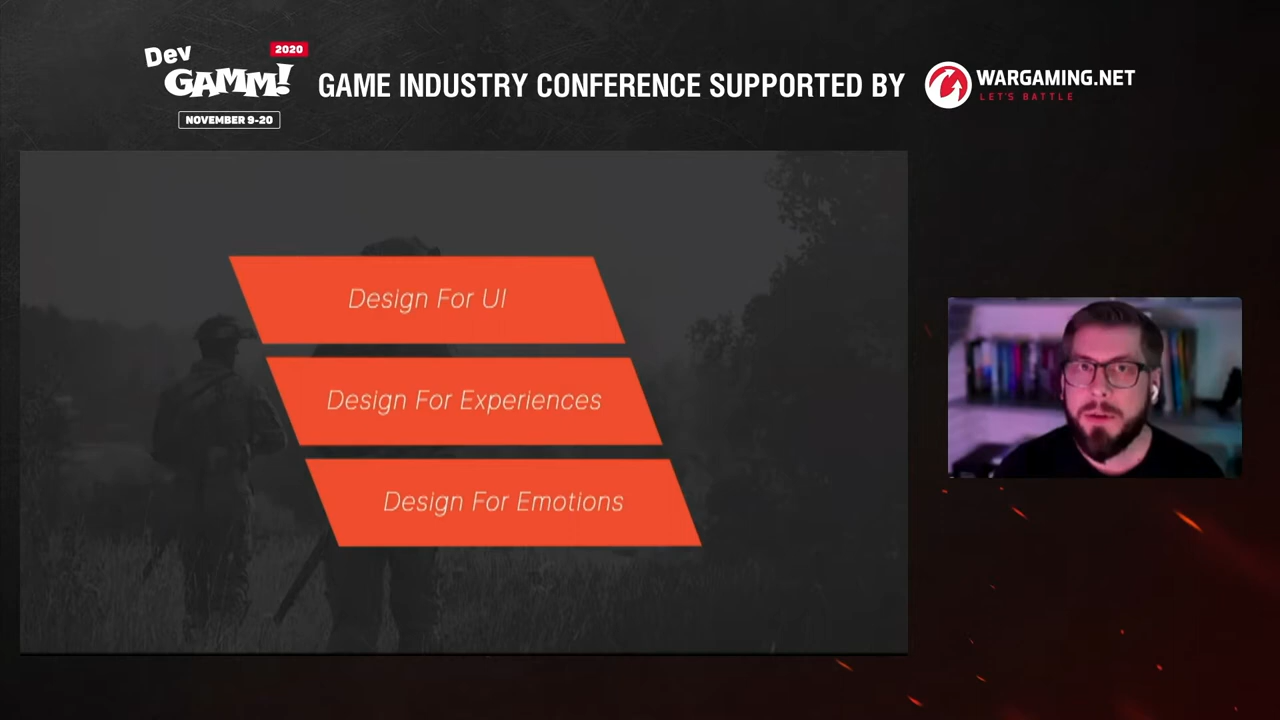 Dev
GAMM!
2020
NOVEMBER 9-20
GAME INDUSTRY CONFERENCE SUPPORTED BY
WARGAMING.NET
LET'S BATTLE
Design For UI
Design For Experiences
Design For Emotions